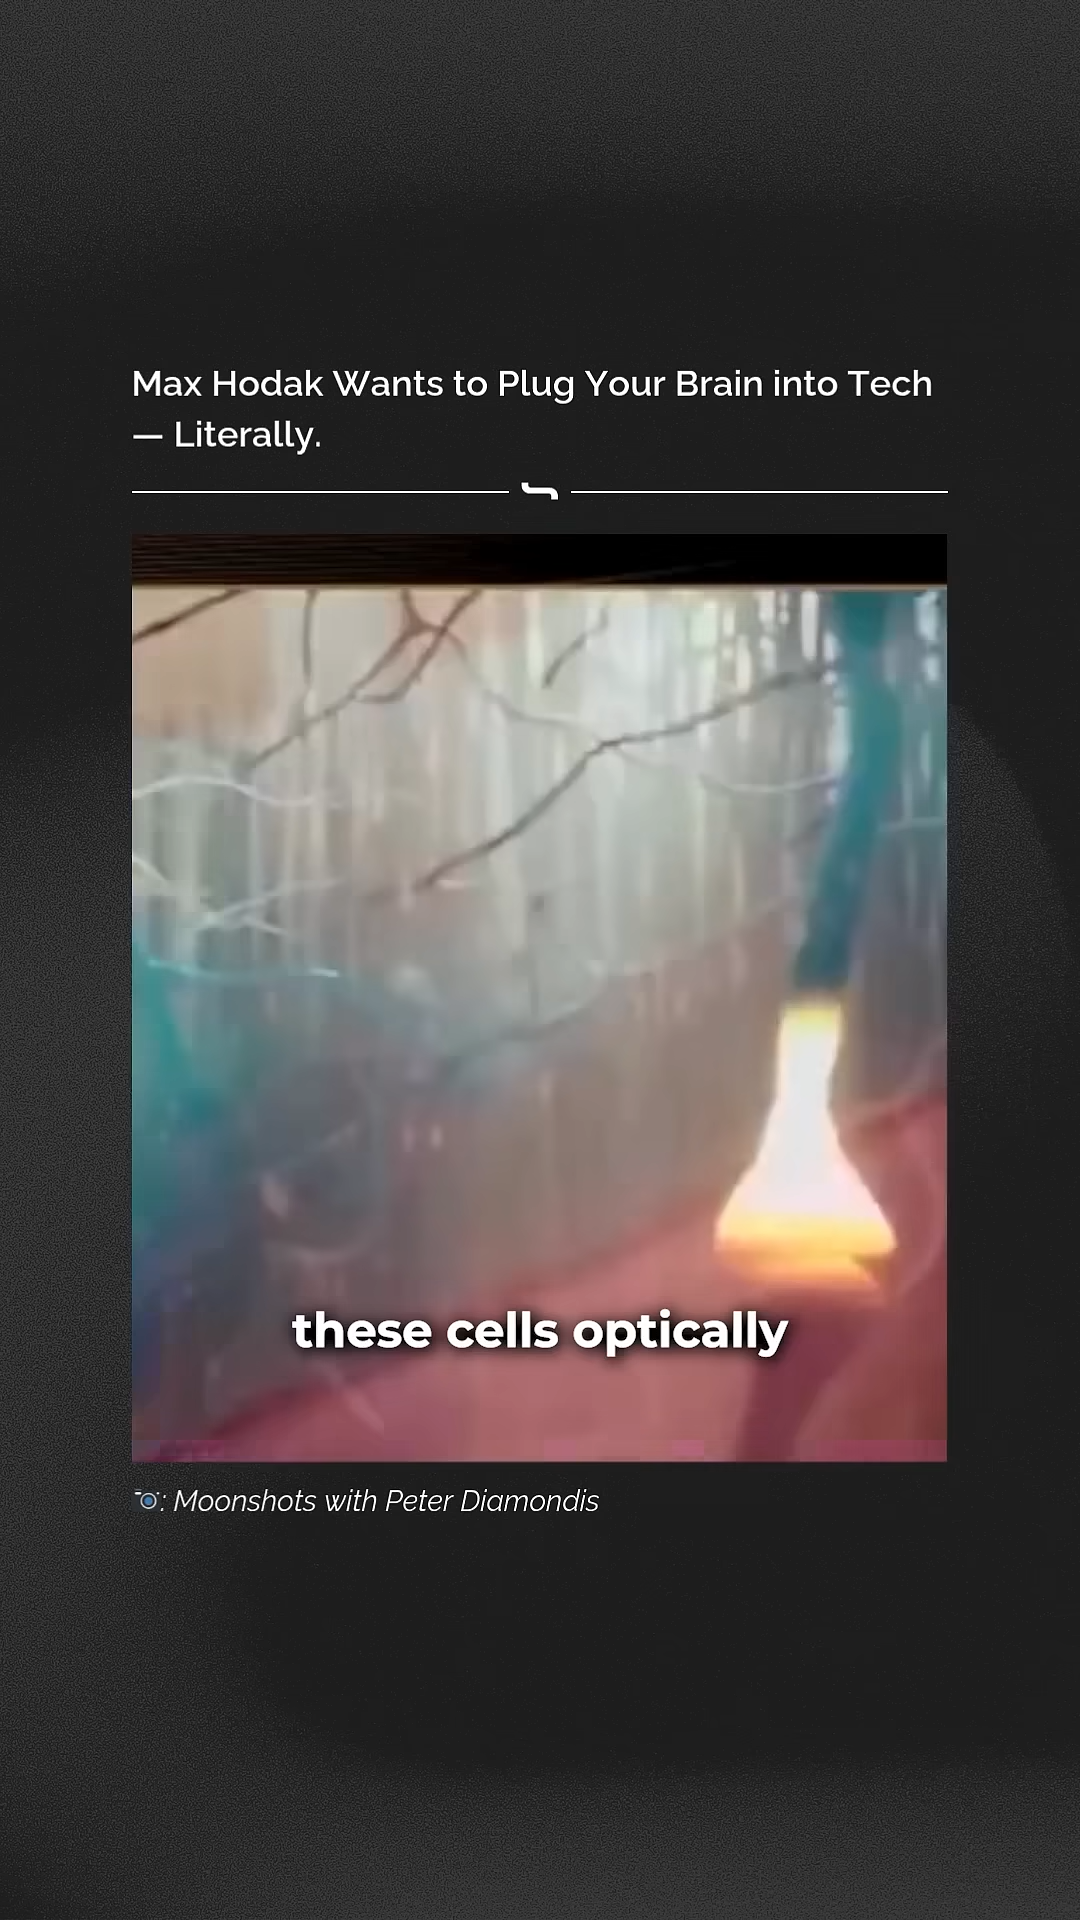 Max Hodak Wants to Plug Your Brain into Tech
— Literally.
these cells optically
📷: Moonshots with Peter Diamondis